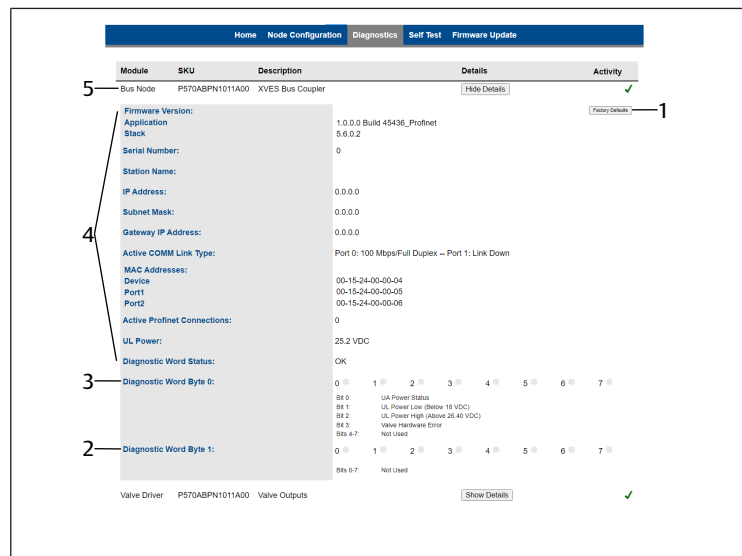 Home Node Configuration Diagnostics Self Test Firmware Update
Module SKU Description Details Activity
5 Bus Node P570ABPN1011A00 XVES Bus Coupler Hide Details
Firmware Version: Factory Defaults 1
Application 1.0.0.0 Build 45436_Profinet
Stack 5.6.0.2
Serial Number: 0
Station Name:
IP Address: 0.0.0.0
Subnet Mask: 0.0.0.0
4 Gateway IP Address: 0.0.0.0
Active COMM Link Type: Port 0: 100 Mbps/Full Duplex -- Port 1: Link Down
MAC Addresses:
Device 00-15-24-00-00-04
Port1 00-15-24-00-00-05
Port2 00-15-24-00-00-06
Active Profinet Connections: 0
UL Power: 25.2 VDC
Diagnostic Word Status: OK
3 Diagnostic Word Byte 0: 0 1 2 3 4 5 6 7
Bit 0: UA Power Status
Bit 1: UL Power Low (Below 18 VDC)
Bit 2: UL Power High (Above 26.40 VDC)
Bit 3 Valve Hardware Error
Bits 4-7: Not Used
2 Diagnostic Word Byte 1: 0 1 2 3 4 5 6 7
Bits 0-7: Not Used
Valve Driver P570ABPN1011A00 Valve Outputs Show Details